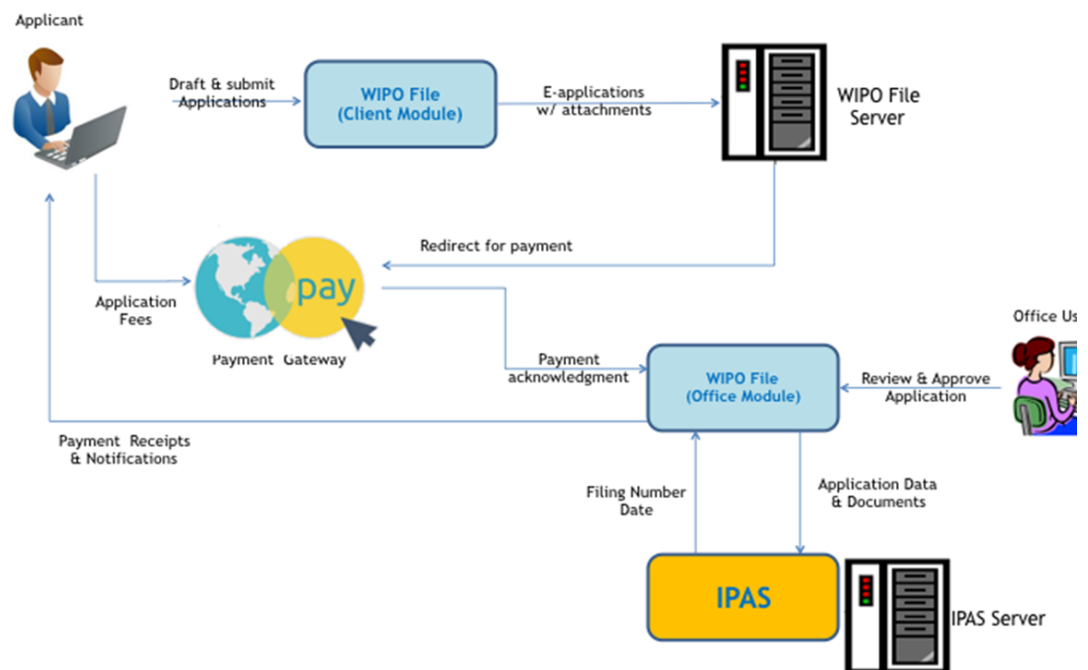 Applicant
Draft & submit
Applications
WIPO File
(Client Module)
E-applications
w/ attachments
WIPO File
Server
Redirect for payment
pay
Application
Fees
Payment Gateway
Payment
acknowledgment
Office Us
WIPO File
(Office Module)
Review & Approve
Application
Payment Receipts
& Notifications
Filing Number
Date
Application Data
& Documents
IPAS
IPAS Server